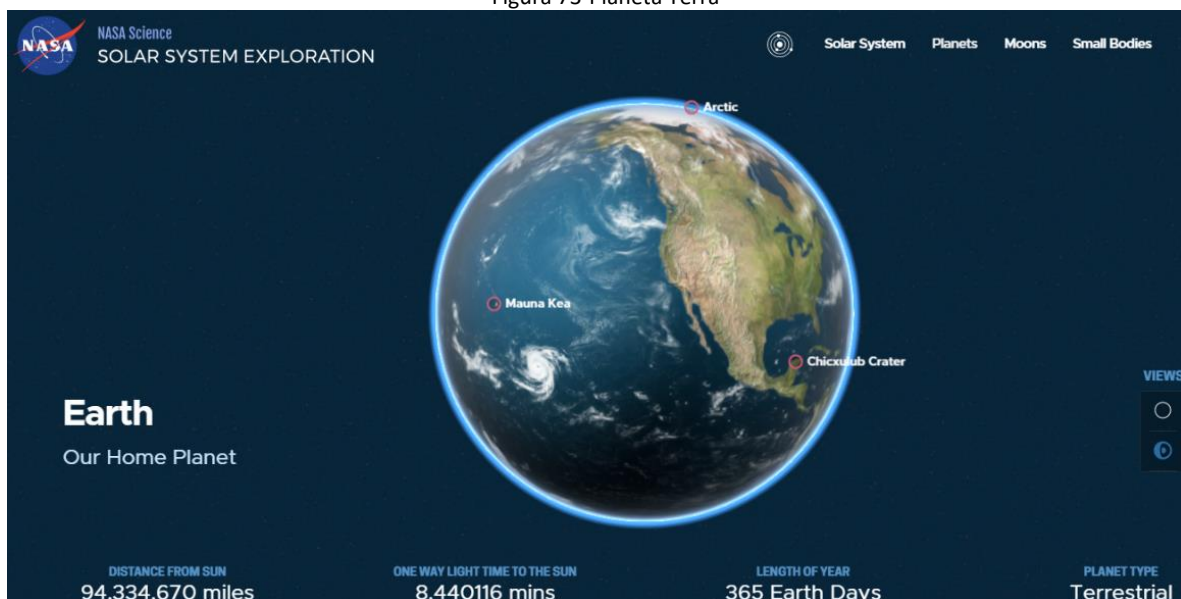 Figura 73-Planeta Terra
NASA
NASA Science
SOLAR SYSTEM EXPLORATION
Solar System Planets Moons Small Bodies
Arctic
Mauna Kea
Chicxulub Crater
VIEWS
Earth
Our Home Planet
DISTANCE FROM SUN
94,334,670 miles
ONE WAY LIGHT TIME TO THE SUN
8.440116 mins
LENGTH OF YEAR
365 Earth Days
PLANET TYPE
Terrestrial